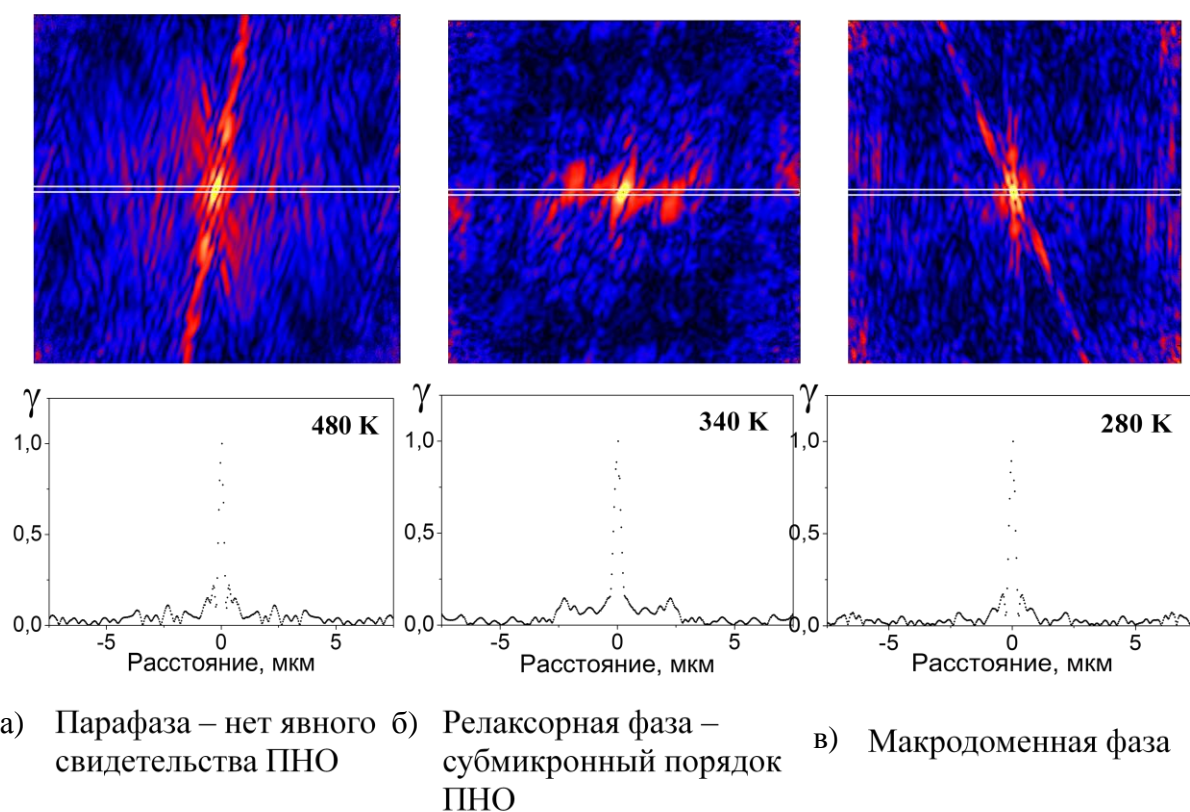 γ
480 K
1,0
0,5
0,0
-5 0 5
Расстояние, мкм
γ
340 K
1,0
0,5
0,0
-5 0 5
Расстояние, мкм
γ
280 K
1,0
0,5
0,0
-5 0 5
Расстояние, мкм
а) Парафаза – нет явного
свидетельства ПНО
б) Релаксорная фаза –
субмикронный порядок
ПНО
в) Макродоменная фаза